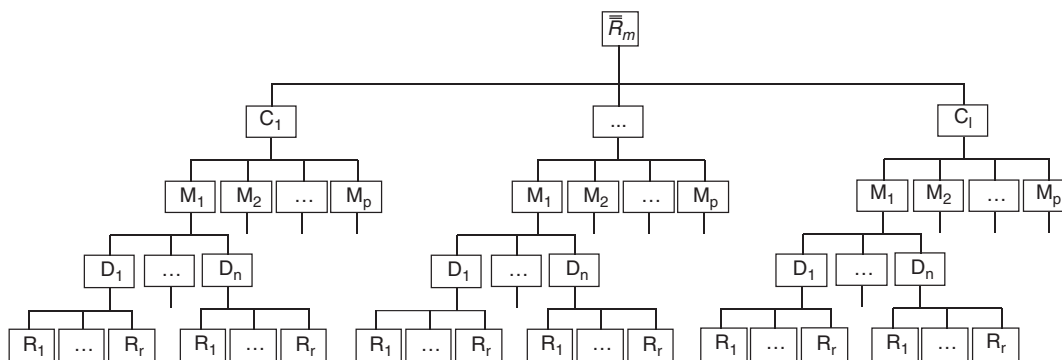 R̿ₘ
C₁ ... Cₗ
M₁ M₂ ... Mₚ M₁ M₂ ... Mₚ M₁ M₂ ... Mₚ
D₁ ... Dₙ D₁ ... Dₙ D₁ ... Dₙ
R₁ ... Rᵣ R₁ ... Rᵣ R₁ ... Rᵣ R₁ ... Rᵣ R₁ ... Rᵣ R₁ ... Rᵣ